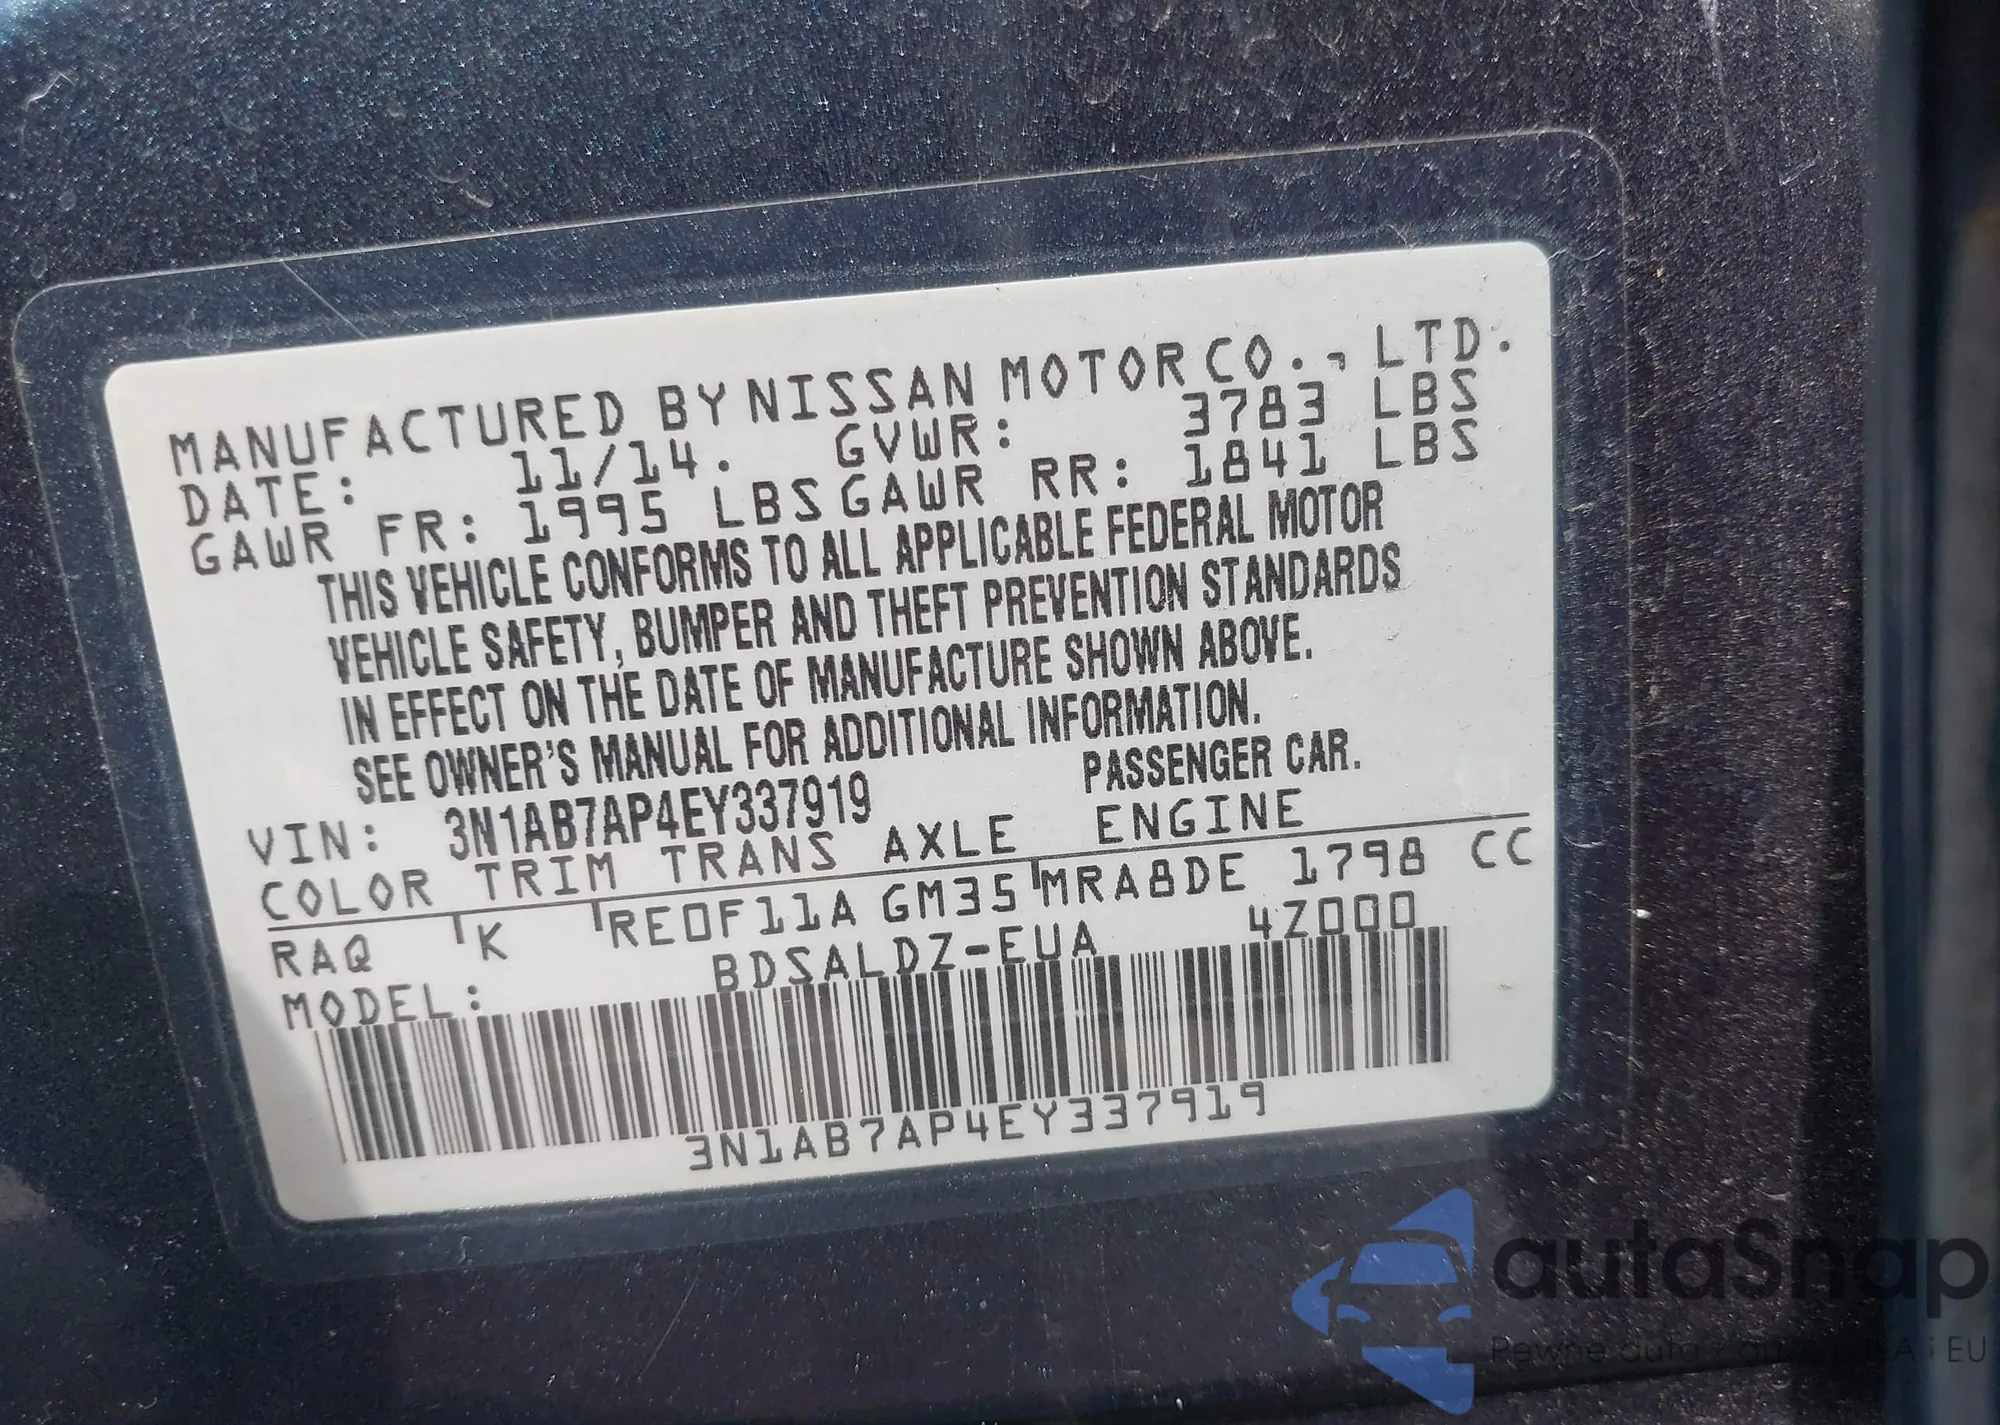 MANUFACTURED BY NISSAN MOTOR CO., LTD.
DATE: 11/14. GVWR: 3783 LBS
GAWR FR: 1995 LBS GAWR RR: 1841 LBS
THIS VEHICLE CONFORMS TO ALL APPLICABLE FEDERAL MOTOR
VEHICLE SAFETY, BUMPER AND THEFT PREVENTION STANDARDS
IN EFFECT ON THE DATE OF MANUFACTURE SHOWN ABOVE.
SEE OWNER'S MANUAL FOR ADDITIONAL INFORMATION.
VIN: 3N1AB7AP4EY337919 PASSENGER CAR.
COLOR TRIM TRANS AXLE ENGINE
RAQ K RE0F11A GM35 MRA8DE 1798 CC
MODEL: BDSALDZ-EUA 4Z000
3N1AB7AP4EY337919
autaSnap
Pewne auta z i EU